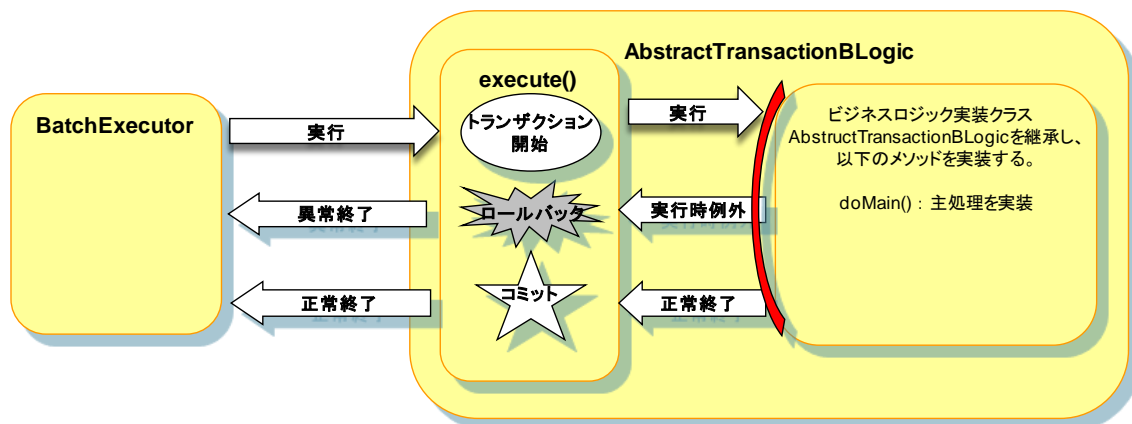 AbstractTransactionBLogic
BatchExecutor
execute()
実行
トランザクション
開始
実行
ビジネスロジック実装クラス
AbstructTransactionBLogicを継承し、
以下のメソッドを実装する。
doMain() : 主処理を実装
異常終了
ロールバック
実行時例外
正常終了
コミット
正常終了